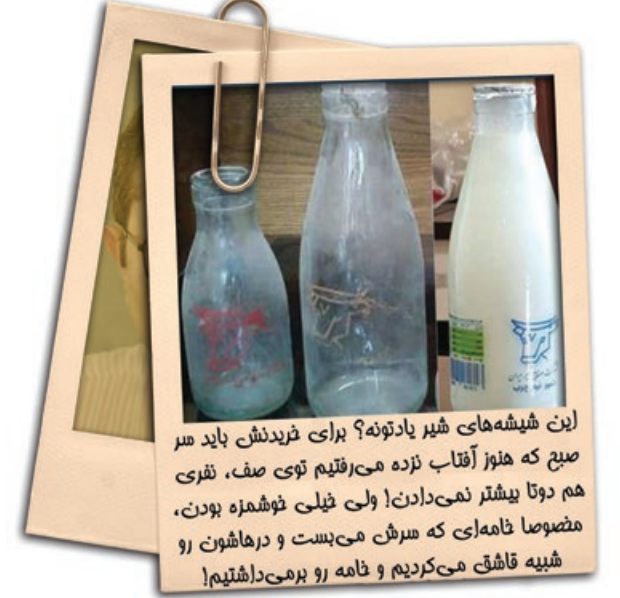 این شیشه‌های شیر یادتونه؟ برای خریدنش باید سر
صبح که هنوز آفتاب نزده می‌رفتیم توی صف، نفری
هم دوتا بیشتر نمی‌دادن! ولی خیلی خوشمزه بودن،
مخصوصا خامه‌ای که سرش می‌بست و درهاشون رو
شبیه قاشق می‌کردیم و خامه رو برمی‌داشتیم!